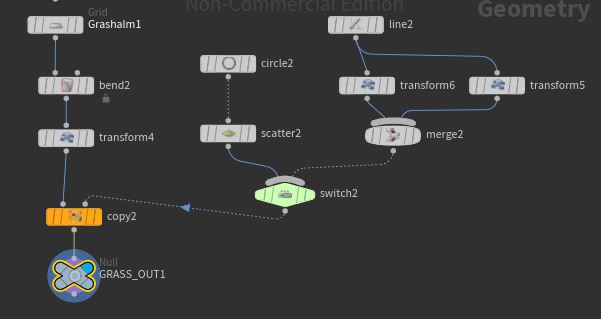 Non-Commercial Edition
Geometry
Grid
Grashalm1
line2
circle2
bend2
transform6
transform5
scatter2
merge2
transform4
switch2
copy2
Null
GRASS_OUT1